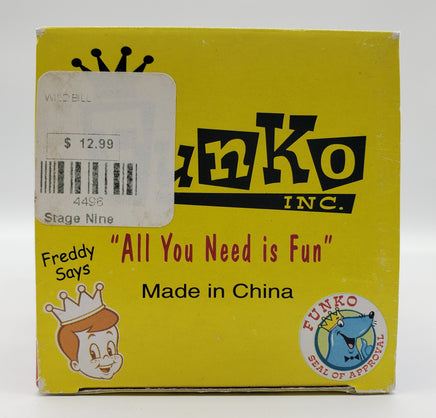 WILD BILL
$ 12.99
4496
Stage Nine
Funko
INC.
Freddy
Says
"All You Need is Fun"
Made in China
FUNKO
SEAL OF APPROVAL